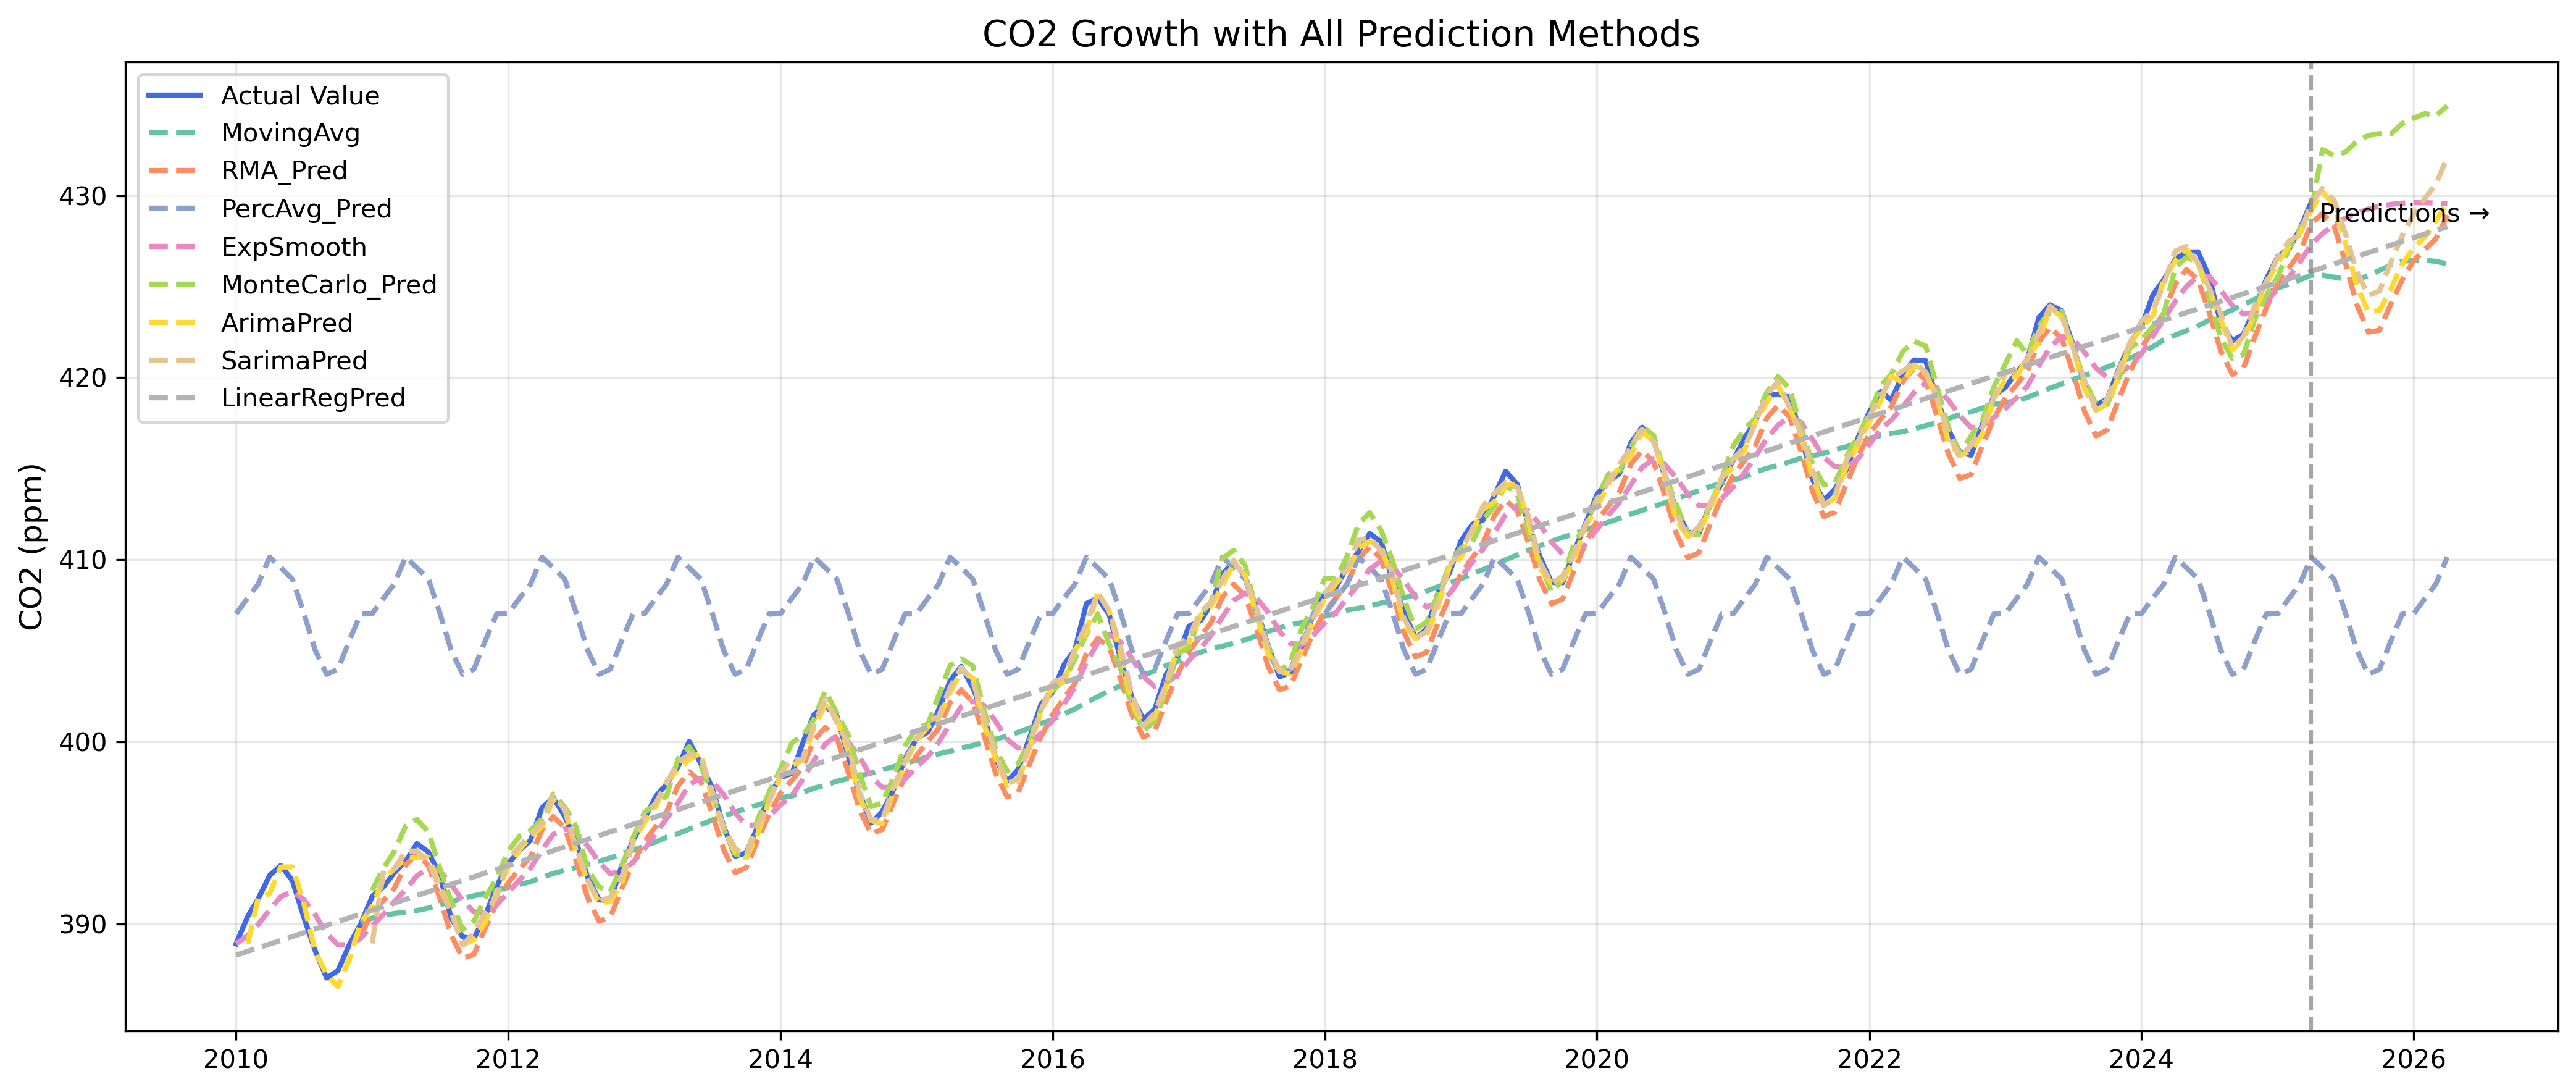 CO2 Growth with All Prediction Methods
Actual Value
MovingAvg
RMA_Pred
PercAvg_Pred
ExpSmooth
MonteCarlo_Pred
ArimaPred
SarimaPred
LinearRegPred
Predictions →
CO2 (ppm)
430
420
410
400
390
2010 2012 2014 2016 2018 2020 2022 2024 2026